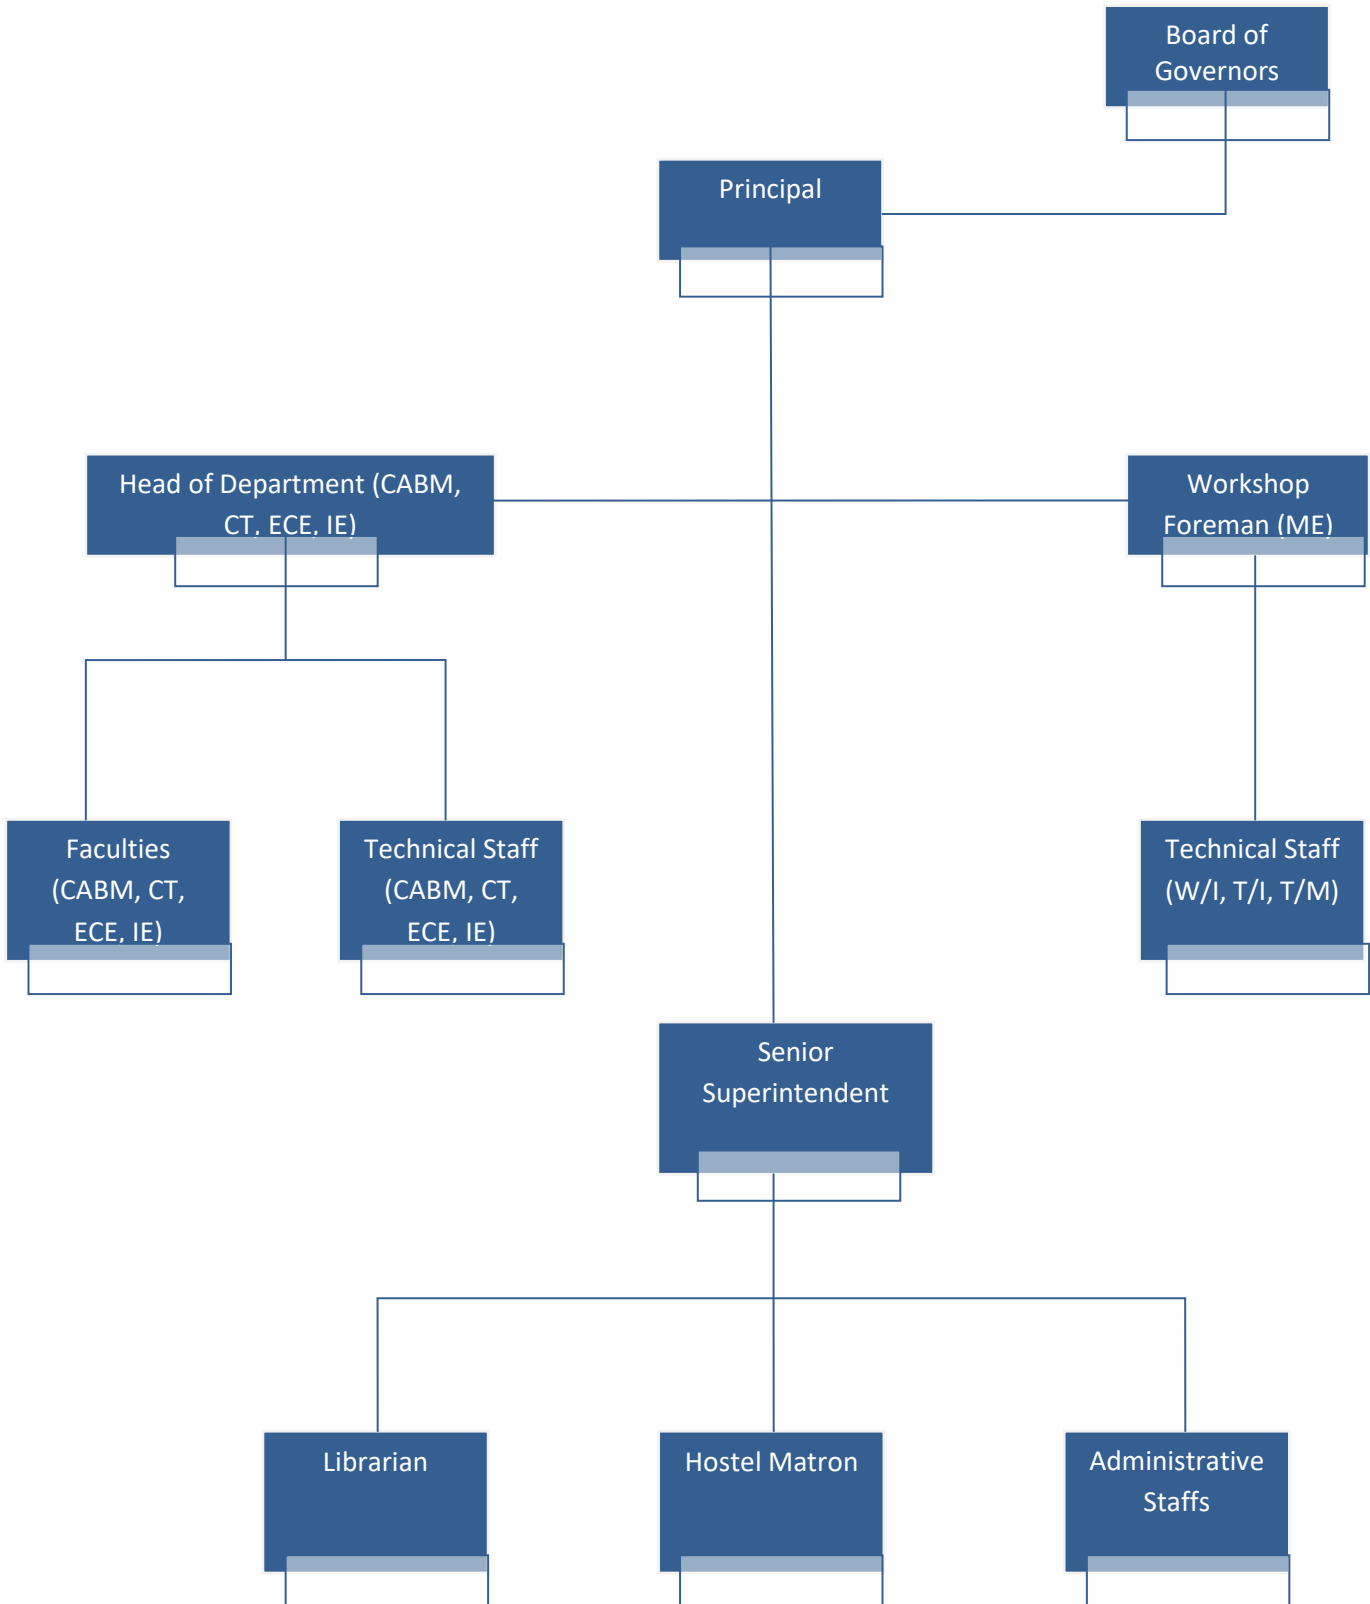 Board of
Governors
Principal
Head of Department (CABM,
CT, ECE, IE)
Workshop
Foreman (ME)
Faculties
(CABM, CT,
ECE, IE)
Technical Staff
(CABM, CT,
ECE, IE)
Technical Staff
(W/I, T/I, T/M)
Senior
Superintendent
Librarian
Hostel Matron
Administrative
Staffs